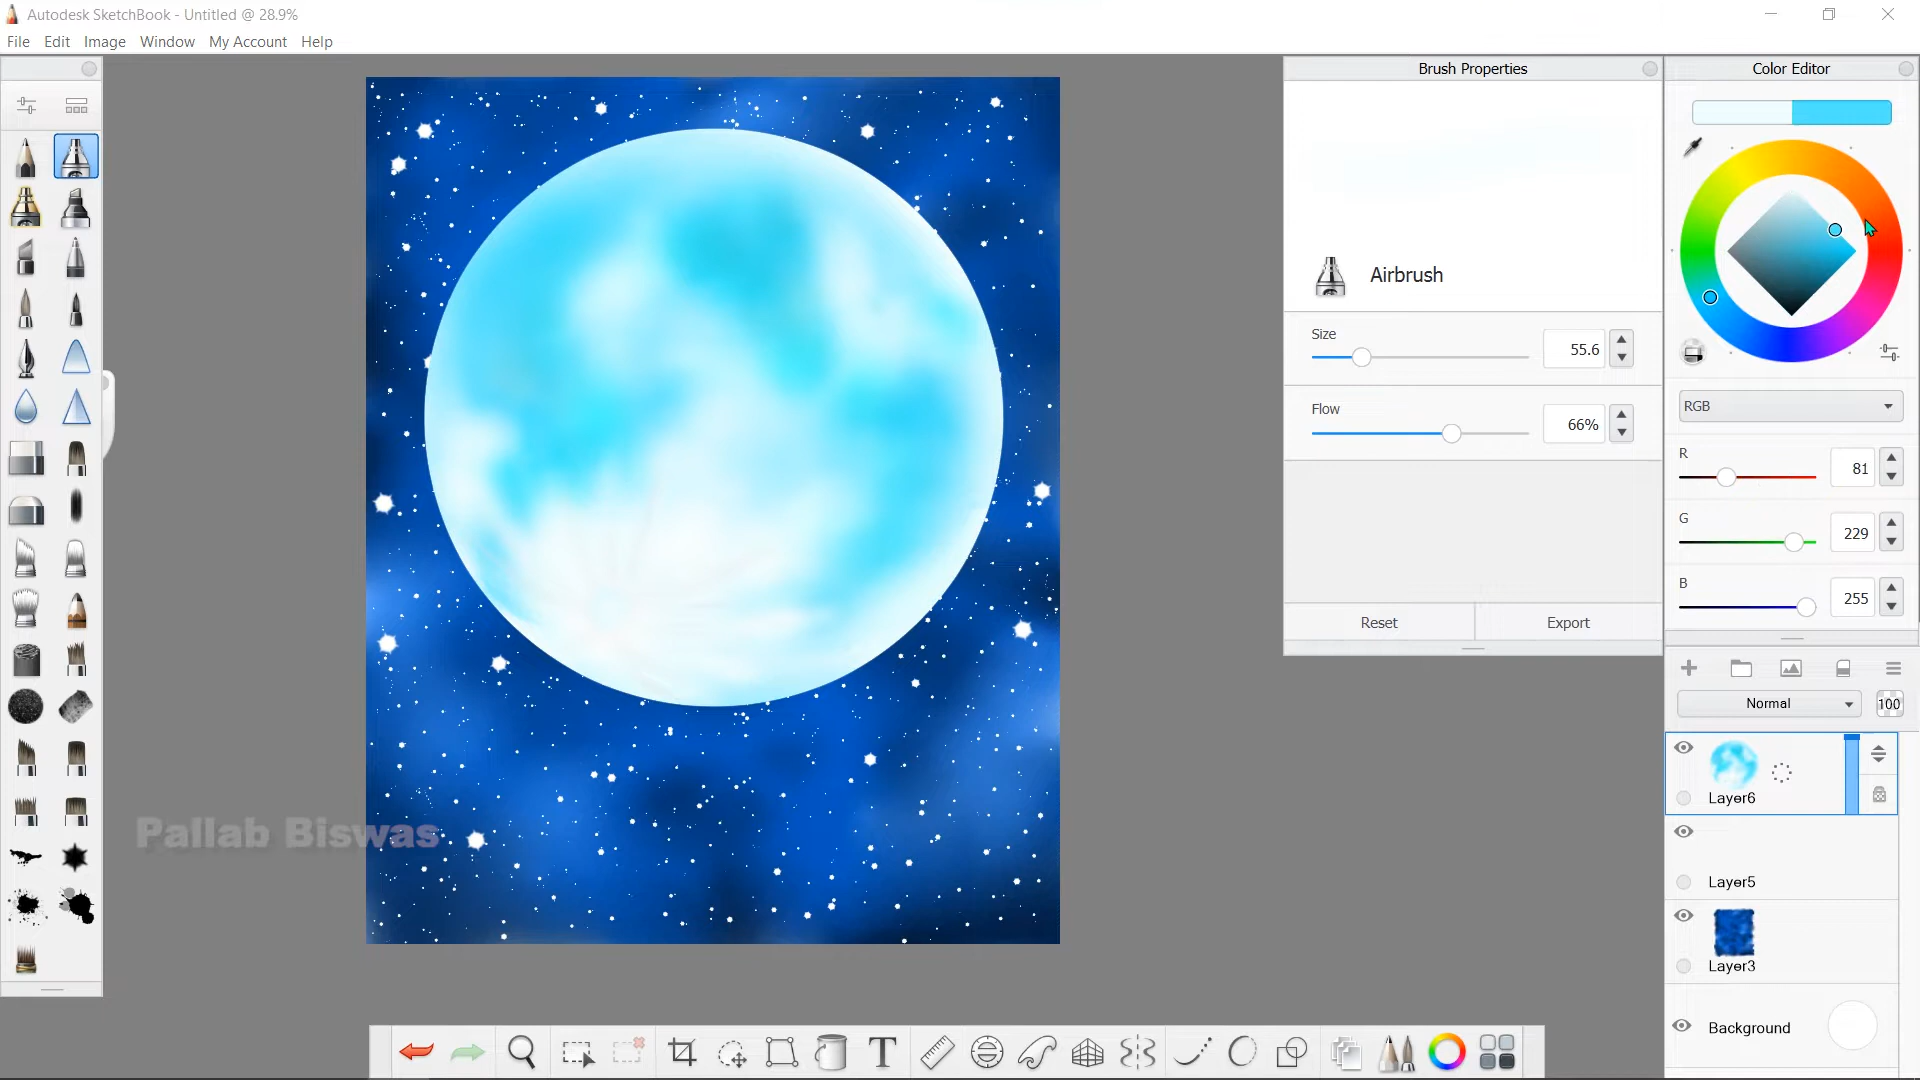 Autodesk SketchBook - Untitled @ 28.9%
File Edit Image Window My Account Help
Brush Properties
Color Editor
Airbrush
Size
55.6
Flow
66%
Reset Export
RGB
R
81
G
229
B
255
Normal 100
Layer6
Layer5
Layer3
Background
Pallab Biswas
T